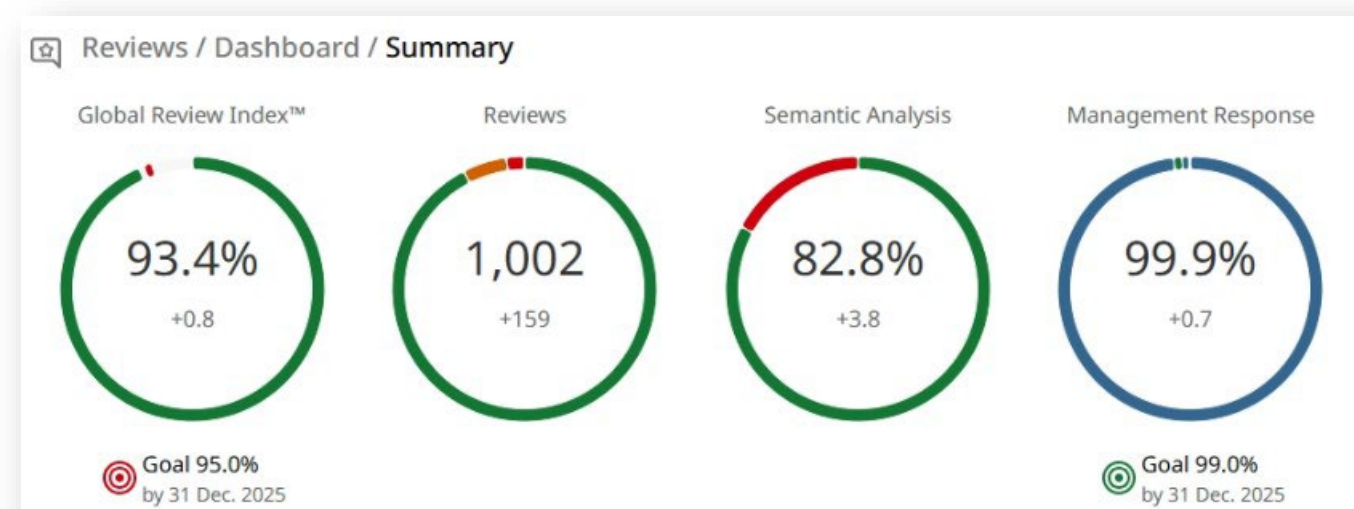 Reviews / Dashboard / Summary
Global Review Index™
Reviews
Semantic Analysis
Management Response
93.4%
+0.8
1,002
+159
82.8%
+3.8
99.9%
+0.7
Goal 95.0%
by 31 Dec. 2025
Goal 99.0%
by 31 Dec. 2025